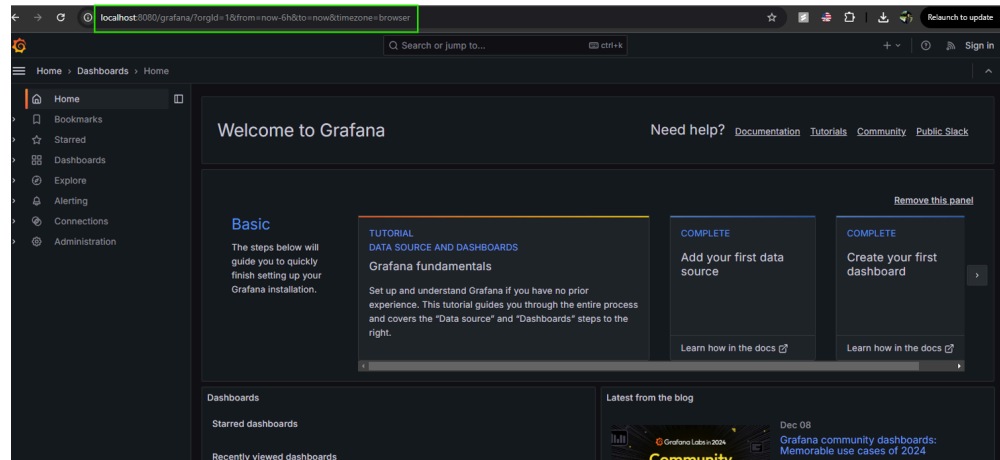 localhost:8080/grafana/?orgId=1&from=now-6h&to=now&timezone=browser
Relaunch to update
Search or jump to...
ctrl+k
Sign in
Home › Dashboards › Home
Home
Bookmarks
Starred
Dashboards
Explore
Alerting
Connections
Administration
Welcome to Grafana
Need help? Documentation Tutorials Community Public Slack
Remove this panel
Basic
The steps below will
guide you to quickly
finish setting up your
Grafana installation.
TUTORIAL
DATA SOURCE AND DASHBOARDS
Grafana fundamentals
Set up and understand Grafana if you have no prior
experience. This tutorial guides you through the entire process
and covers the “Data source” and “Dashboards” steps to the
right.
COMPLETE
Add your first data
source
Learn how in the docs
COMPLETE
Create your first
dashboard
Learn how in the docs
Dashboards
Starred dashboards
Recently viewed dashboards
Latest from the blog
Grafana Labs in 2024
Community
Dec 08
Grafana community dashboards:
Memorable use cases of 2024